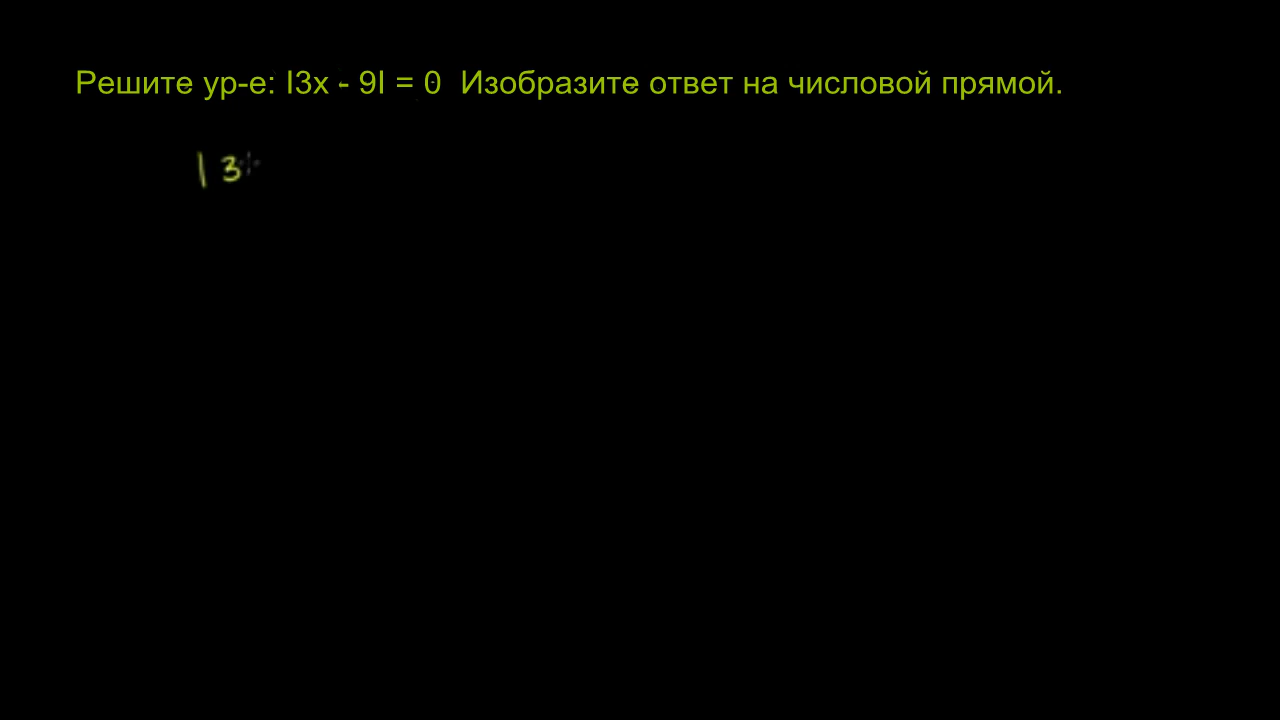 Решите ур-е: I3x - 9I = 0 Изобразите ответ на числовой прямой.
| 3